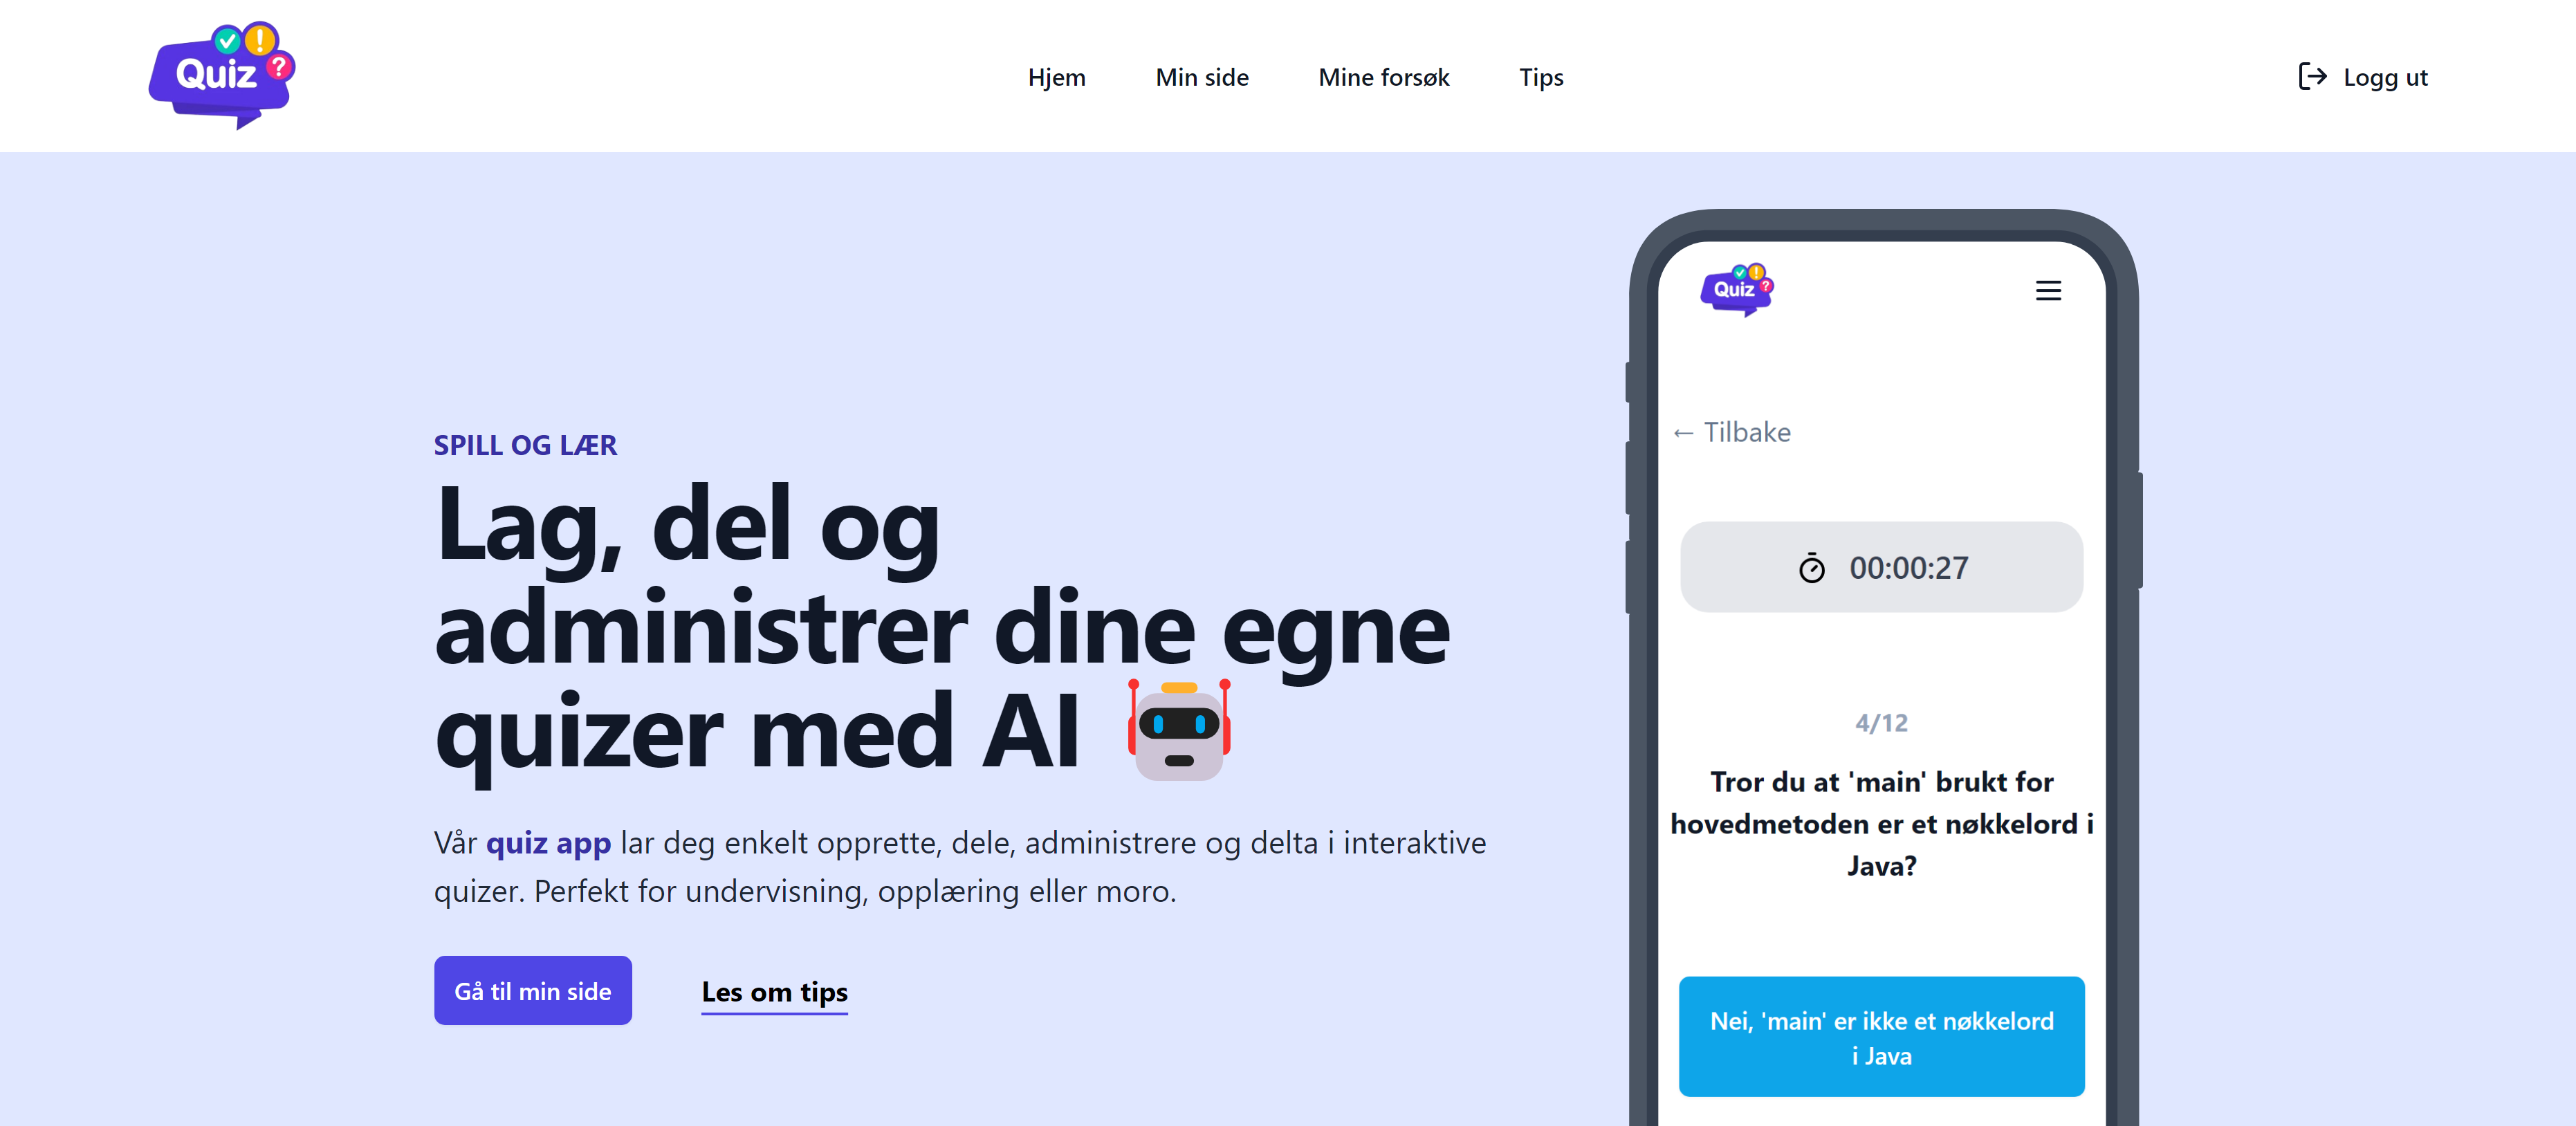 Quiz
Hjem
Min side
Mine forsøk
Tips
Logg ut
SPILL OG LÆR
Lag, del og
administrer dine egne
quizer med AI
Vår quiz app lar deg enkelt opprette, dele, administrere og delta i interaktive
quizer. Perfekt for undervisning, opplæring eller moro.
Gå til min side
Les om tips
Quiz
← Tilbake
00:00:27
4/12
Tror du at 'main' brukt for
hovedmetoden er et nøkkelord i
Java?
Nei, 'main' er ikke et nøkkelord
i Java